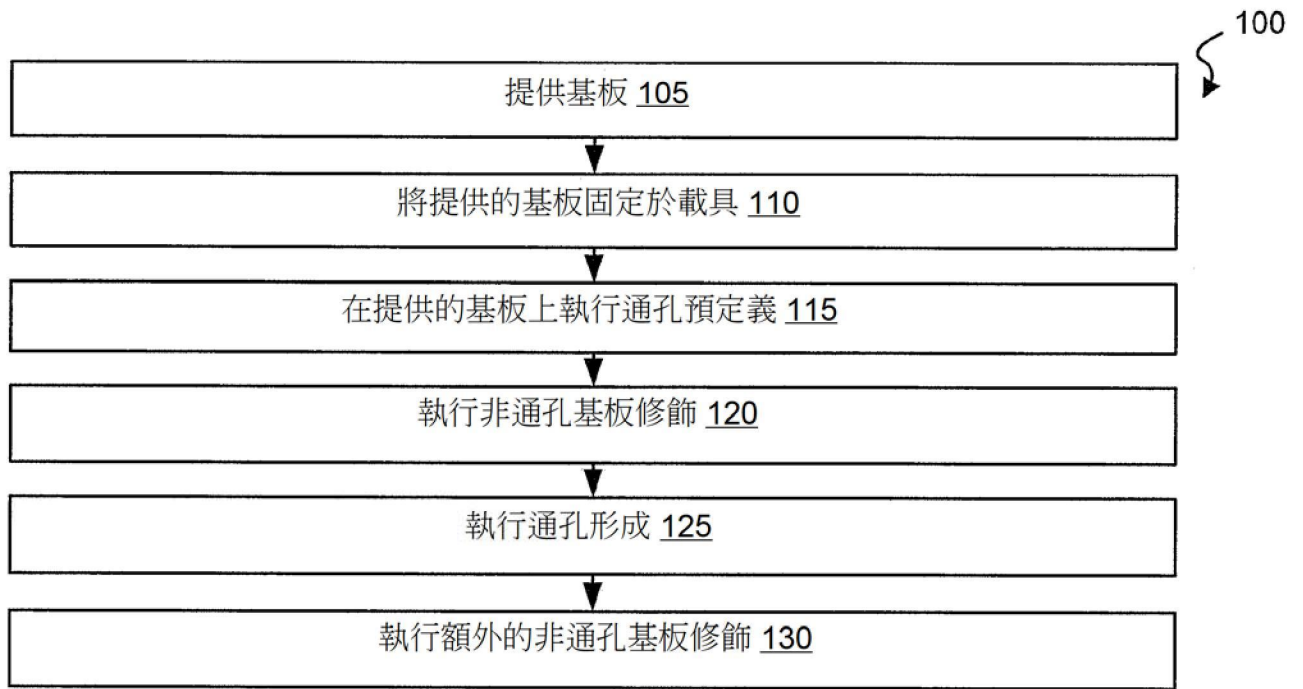 100
提供基板 105
將提供的基板固定於載具 110
在提供的基板上執行通孔預定義 115
執行非通孔基板修飾 120
執行通孔形成 125
執行額外的非通孔基板修飾 130